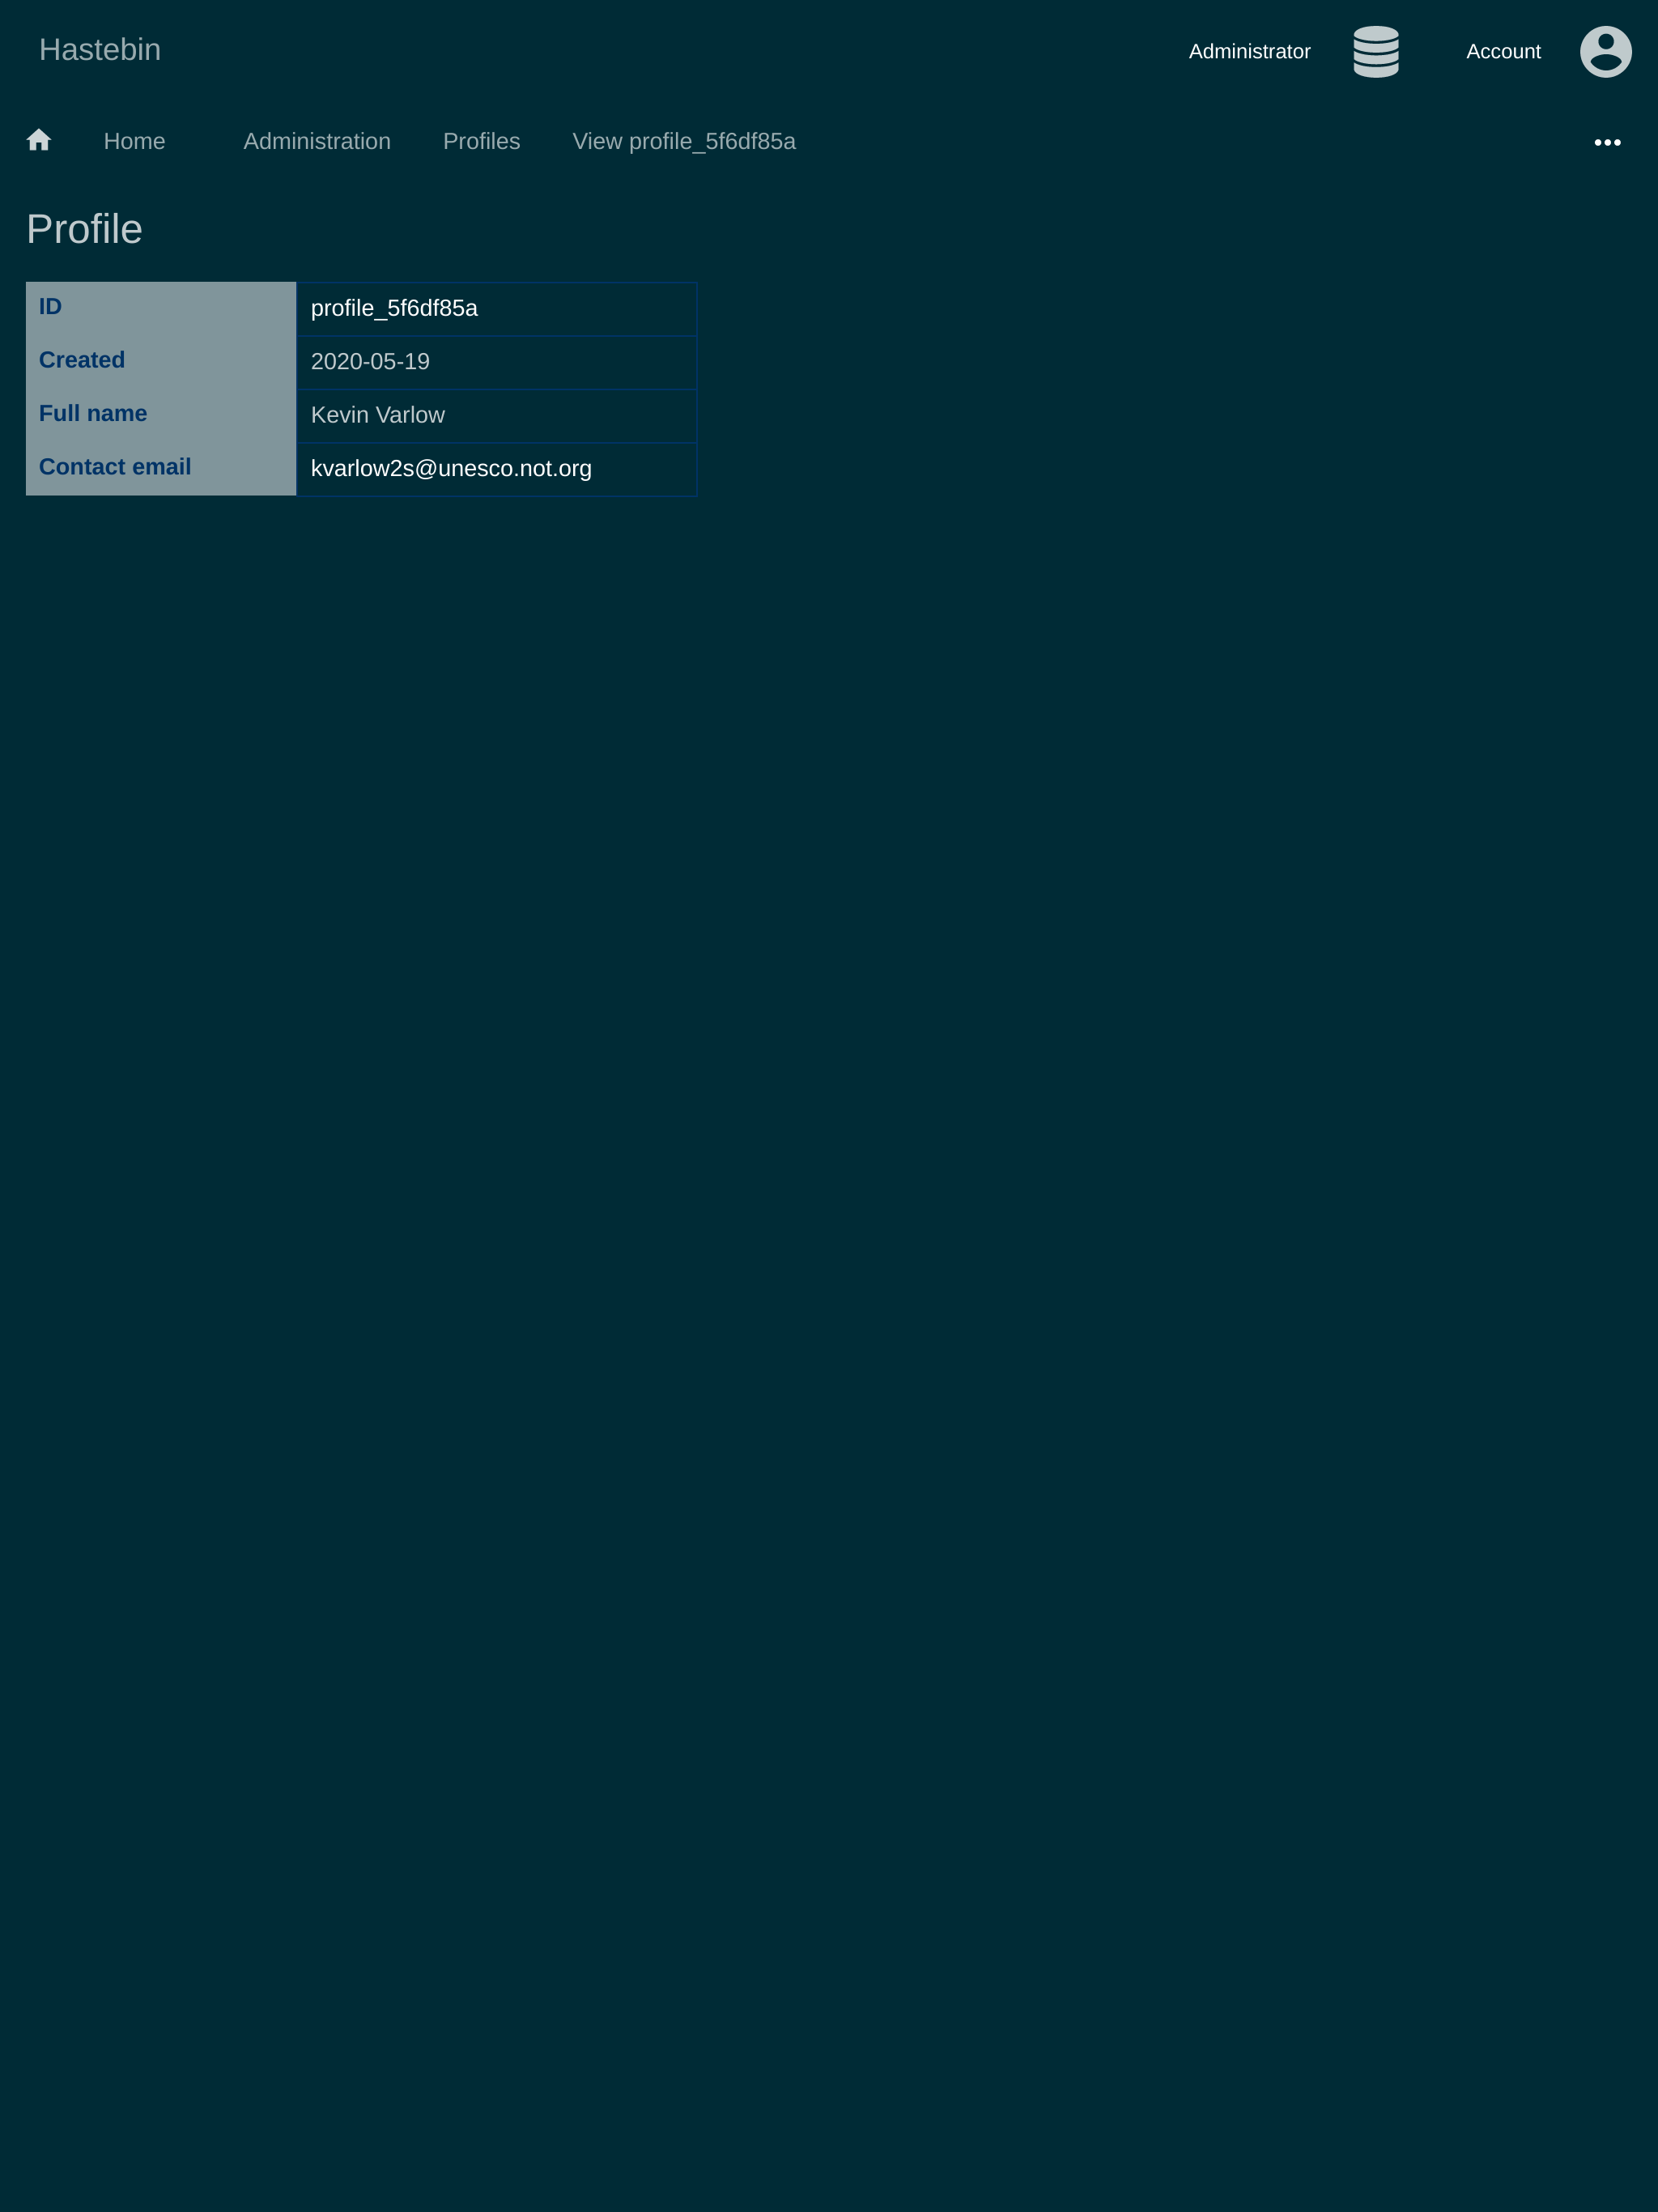 Hastebin
Administrator
Account
Home
Administration
Profiles
View profile_5f6df85a
Profile
ID profile_5f6df85a
Created 2020-05-19
Full name Kevin Varlow
Contact email kvarlow2s@unesco.not.org